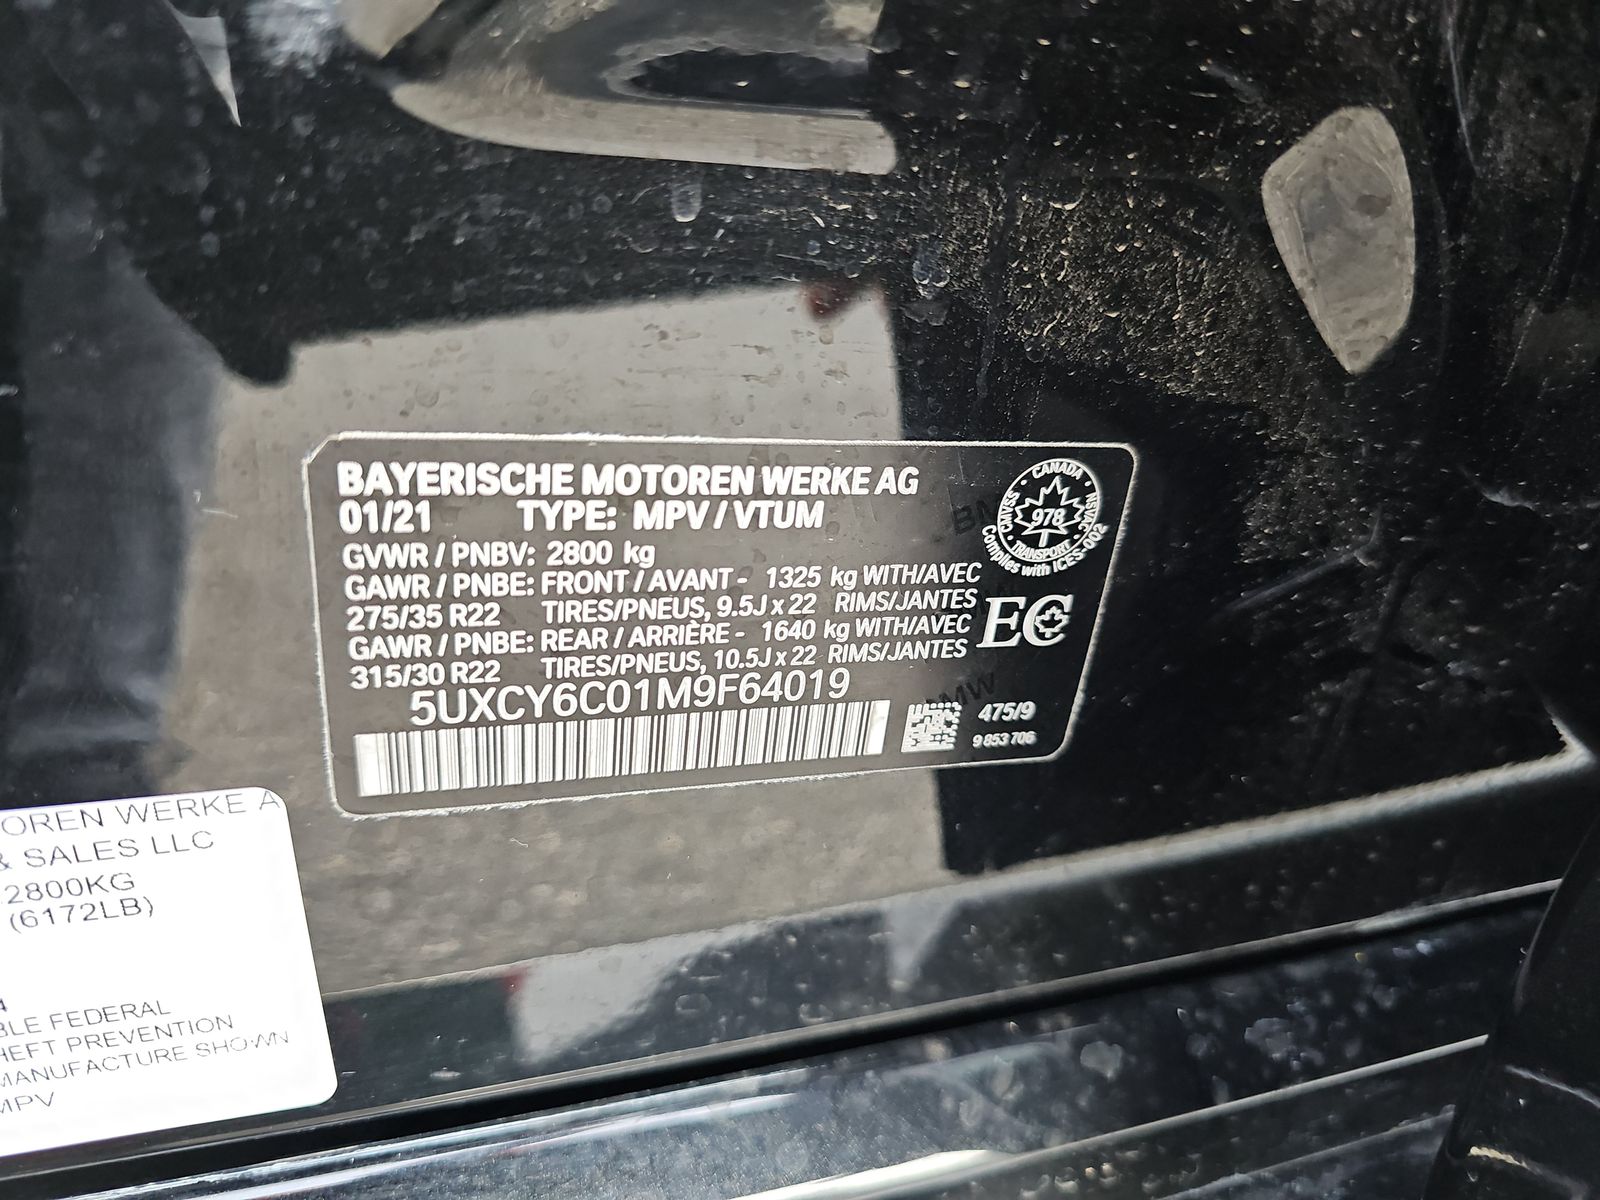 BAYERISCHE MOTOREN WERKE AG
01/21 TYPE: MPV / VTUM
GVWR / PNBV: 2800 kg
GAWR / PNBE: FRONT / AVANT - 1325 kg WITH/AVEC
275/35 R22 TIRES/PNEUS, 9.5J x 22 RIMS/JANTES
GAWR / PNBE: REAR / ARRIÈRE - 1640 kg WITH/AVEC
315/30 R22 TIRES/PNEUS, 10.5J x 22 RIMS/JANTES
5UXCY6C01M9F64019
475/9
9 853 706
CANADA
CMVSS
NSVAC
978
TRANSPORT
Complies with ICES-002
EC
BMW
OREN WERKE A
& SALES LLC
2800KG
(6172LB)
4
BLE FEDERAL
HEFT PREVENTION
MANUFACTURE SHOWN
MPV